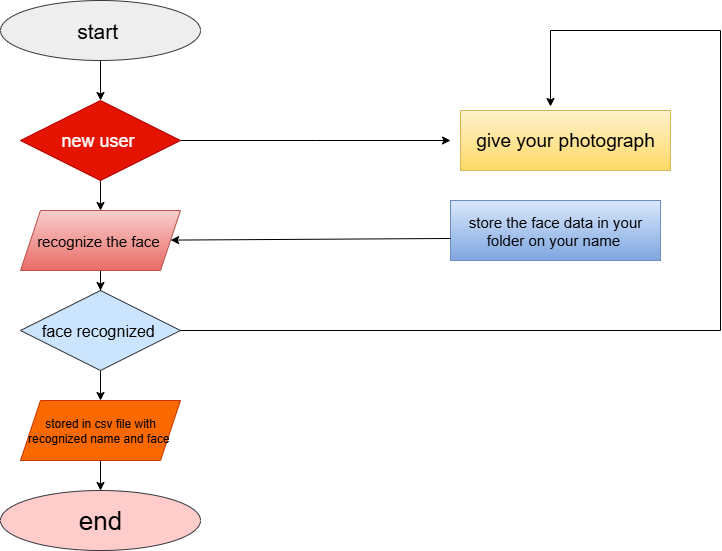 start
new user
give your photograph
recognize the face
store the face data in your
folder on your name
face recognized
stored in csv file with
recognized name and face
end